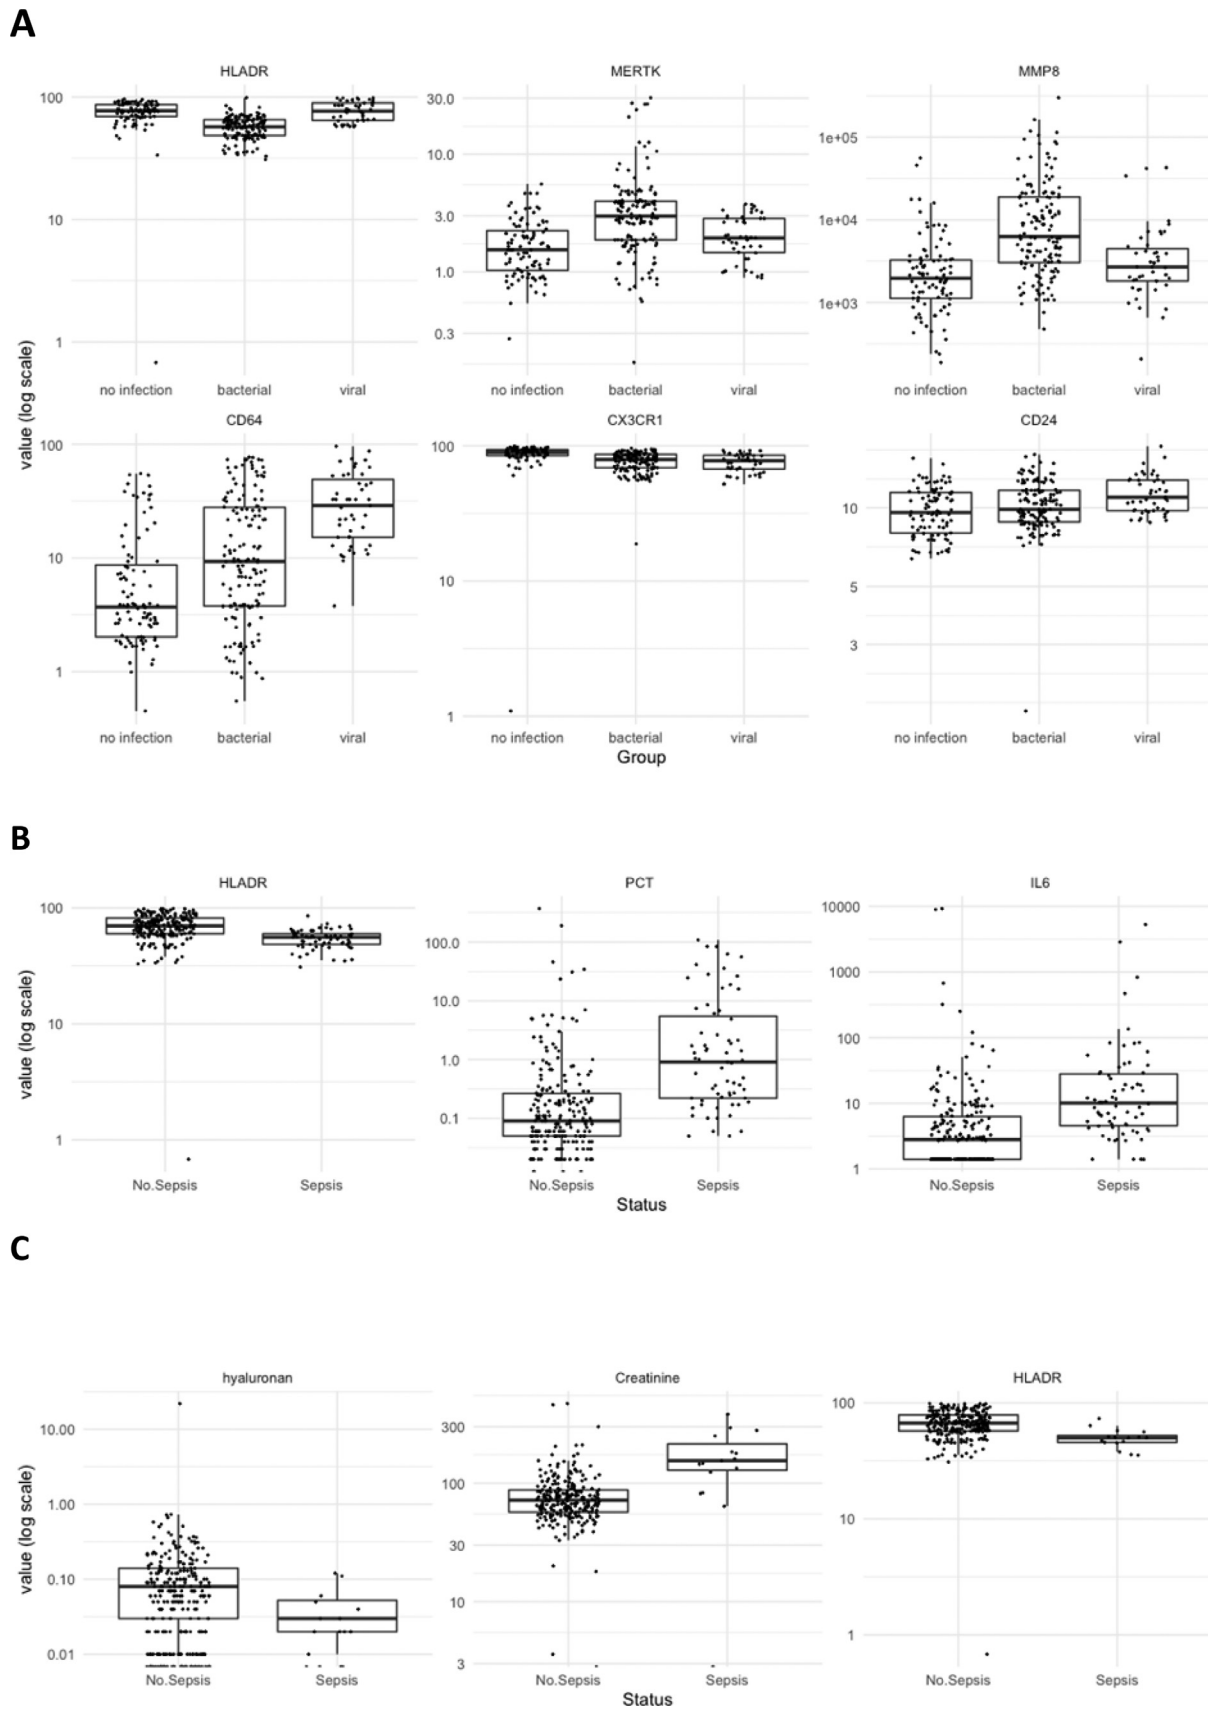 A
HLADR MERTK MMP8
100 10 1
30.0 10.0 3.0 1.0 0.3
1e+05 1e+04 1e+03
no infection bacterial viral no infection bacterial viral no infection bacterial viral
value (log scale)
CD64 CX3CR1 CD24
100 10 1
100 10 1
10 5 3
no infection bacterial viral no infection bacterial viral no infection bacterial viral
Group
B
HLADR PCT IL6
value (log scale)
100 10 1
100.0 10.0 1.0 0.1
10000 1000 100 10 1
No.Sepsis Sepsis No.Sepsis Sepsis No.Sepsis Sepsis
Status
C
hyaluronan Creatinine HLADR
value (log scale)
10.00 1.00 0.10 0.01
300 100 30 10 3
100 10 1
No.Sepsis Sepsis No.Sepsis Sepsis No.Sepsis Sepsis
Status